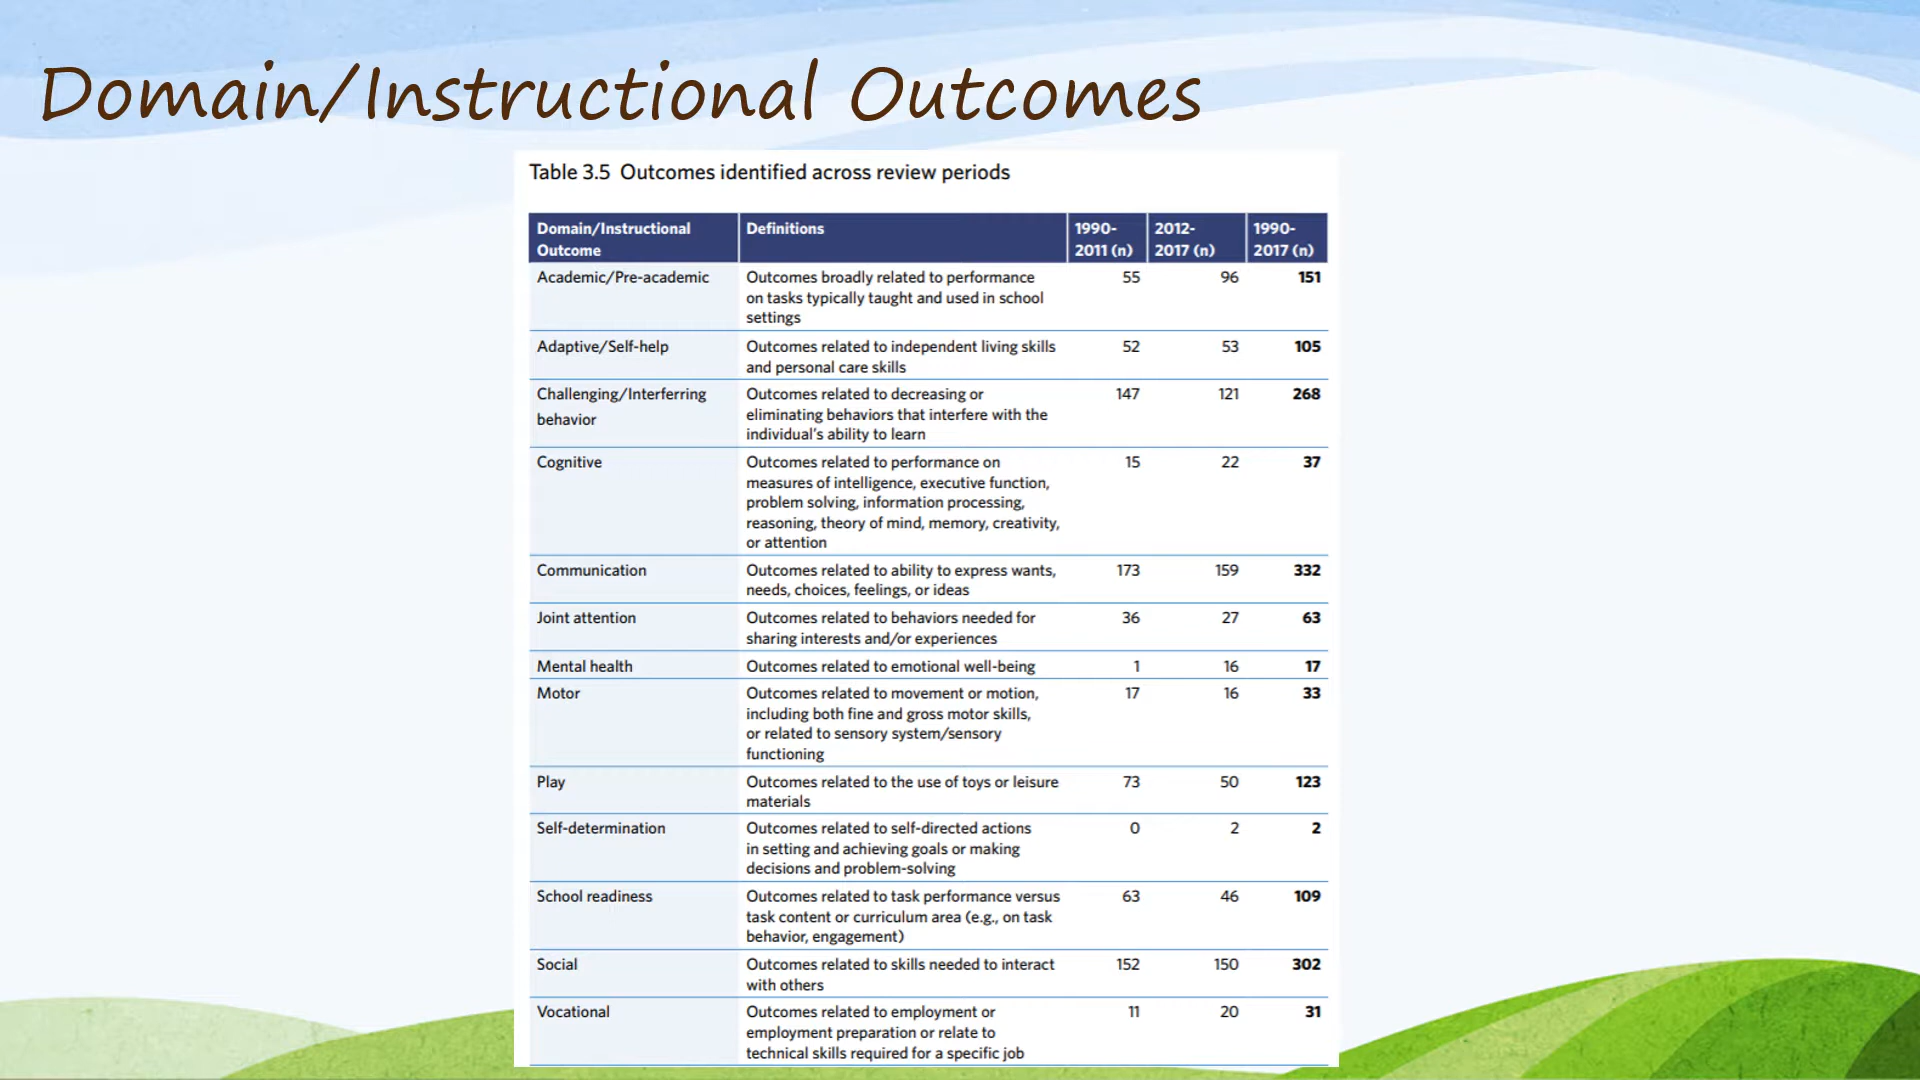 Domain/Instructional Outcomes
Table 3.5 Outcomes identified across review periods
Domain/Instructional Outcome Definitions 1990-2011 (n) 2012-2017 (n) 1990-2017 (n)
Academic/Pre-academic Outcomes broadly related to performance 55 96 151
on tasks typically taught and used in school
settings
Adaptive/Self-help Outcomes related to independent living skills 52 53 105
and personal care skills
Challenging/Interferring Outcomes related to decreasing or 147 121 268
behavior eliminating behaviors that interfere with the
individual's ability to learn
Cognitive Outcomes related to performance on 15 22 37
measures of intelligence, executive function,
problem solving, information processing,
reasoning, theory of mind, memory, creativity,
or attention
Communication Outcomes related to ability to express wants, 173 159 332
needs, choices, feelings, or ideas
Joint attention Outcomes related to behaviors needed for 36 27 63
sharing interests and/or experiences
Mental health Outcomes related to emotional well-being 1 16 17
Motor Outcomes related to movement or motion, 17 16 33
including both fine and gross motor skills,
or related to sensory system/sensory
functioning
Play Outcomes related to the use of toys or leisure 73 50 123
materials
Self-determination Outcomes related to self-directed actions 0 2 2
in setting and achieving goals or making
decisions and problem-solving
School readiness Outcomes related to task performance versus 63 46 109
task content or curriculum area (e.g., on task
behavior, engagement)
Social Outcomes related to skills needed to interact 152 150 302
with others
Vocational Outcomes related to employment or 11 20 31
employment preparation or relate to
technical skills required for a specific job